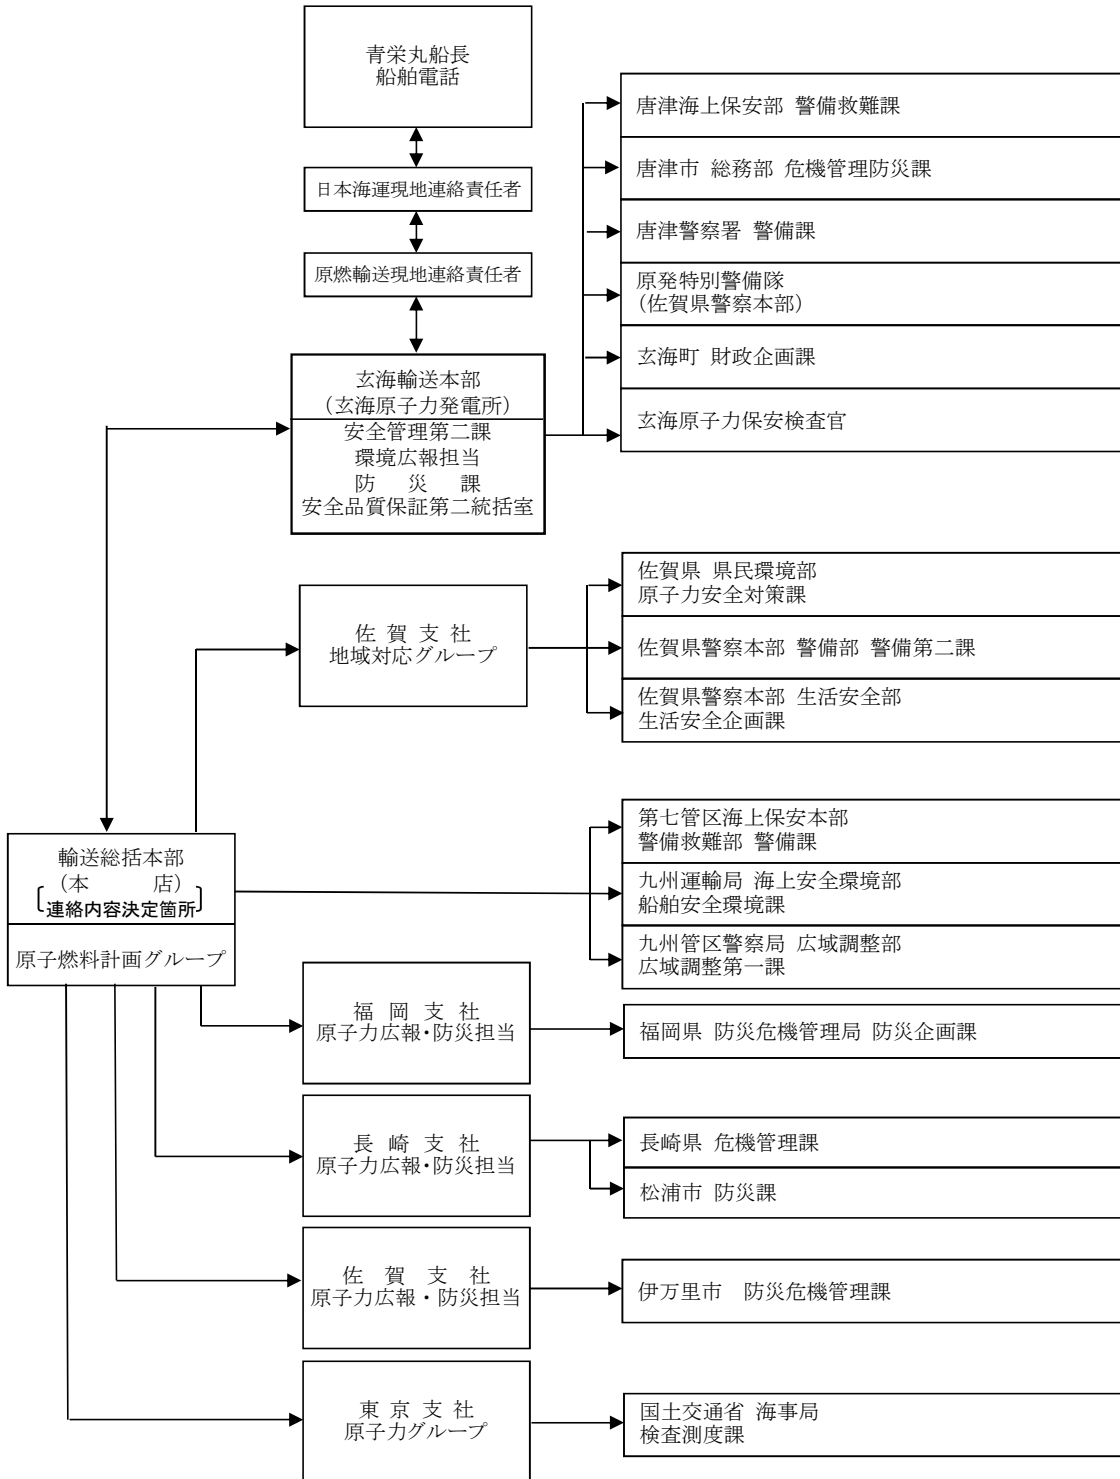 青栄丸船長
船舶電話
日本海運現地連絡責任者
原燃輸送現地連絡責任者
玄海輸送本部
(玄海原子力発電所)
安全管理第二課
環境広報担当
防　災　課
安全品質保証第二統括室
唐津海上保安部 警備救難課
唐津市 総務部 危機管理防災課
唐津警察署 警備課
原発特別警備隊
(佐賀県警察本部)
玄海町 財政企画課
玄海原子力保安検査官
佐 賀 支 社
地域対応グループ
佐賀県 県民環境部
原子力安全対策課
佐賀県警察本部 警備部 警備第二課
佐賀県警察本部 生活安全部
生活安全企画課
輸送総括本部
(本　　　店)
連絡内容決定箇所
原子燃料計画グループ
第七管区海上保安本部
警備救難部 警備課
九州運輸局 海上安全環境部
船舶安全環境課
九州管区警察局 広域調整部
広域調整第一課
福 岡 支 社
原子力広報・防災担当
福岡県 防災危機管理局 防災企画課
長 崎 支 社
原子力広報・防災担当
長崎県 危機管理課
松浦市 防災課
佐 賀 支 社
原子力広報・防災担当
伊万里市　防災危機管理課
東 京 支 社
原子力グループ
国土交通省 海事局
検査測度課